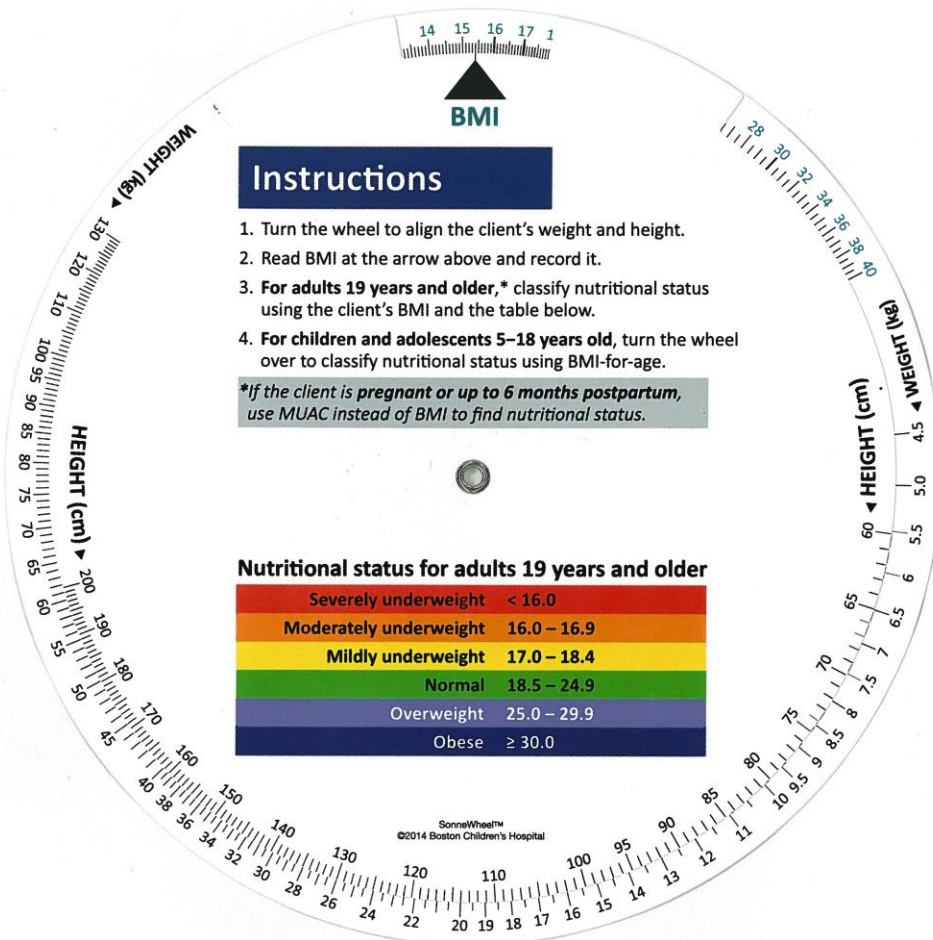 14 15 16 17 1
BMI
28 30 32 34 36 38 40
WEIGHT (kg)
130 120 110 100 95 90 85 80 75 70 65 60 55 50 45 40 38 36 34 32 30 28 26 24 22 20 19 18 17 16 15 14 13 12 11 10 9.5 9 8.5 8 7.5 7 6.5 6 5.5 5.0 4.5
WEIGHT (kg)
HEIGHT (cm)
200 190 180 170 160 150 140 130 120 110 100 95 90 85 80 75 70 65 60
HEIGHT (cm)
Instructions
1. Turn the wheel to align the client’s weight and height.
2. Read BMI at the arrow above and record it.
3. For adults 19 years and older,* classify nutritional status
using the client’s BMI and the table below.
4. For children and adolescents 5–18 years old, turn the wheel
over to classify nutritional status using BMI-for-age.
*If the client is pregnant or up to 6 months postpartum,
use MUAC instead of BMI to find nutritional status.
Nutritional status for adults 19 years and older
Severely underweight < 16.0
Moderately underweight 16.0 – 16.9
Mildly underweight 17.0 – 18.4
Normal 18.5 – 24.9
Overweight 25.0 – 29.9
Obese ≥ 30.0
SonneWheel™
©2014 Boston Children's Hospital